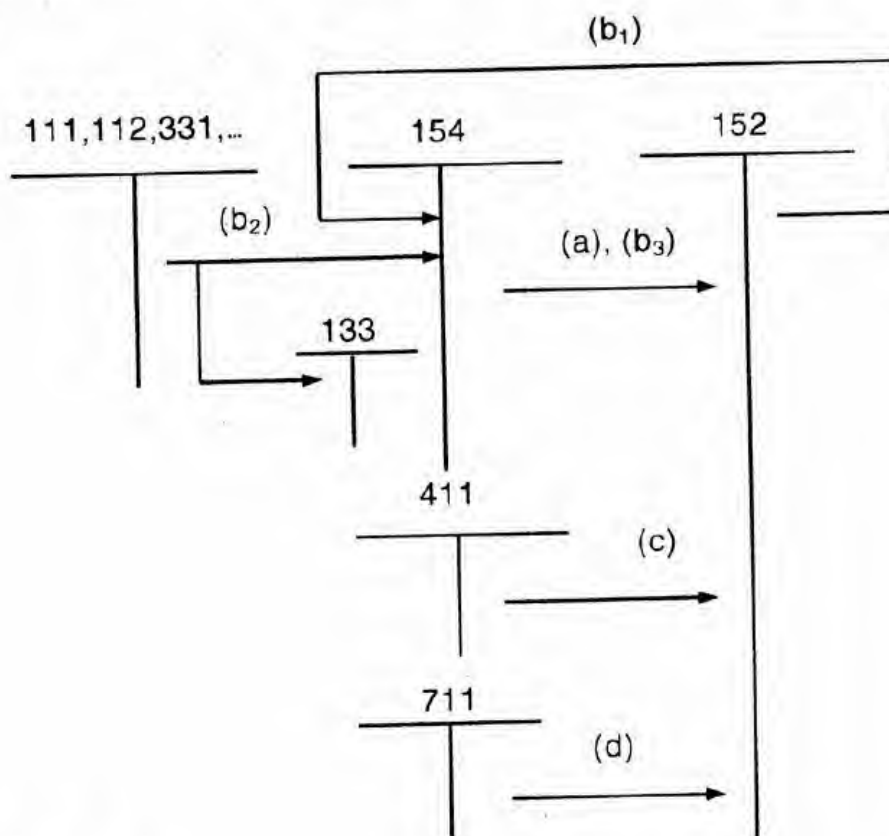 (b₁)
111,112,331,... 154 152
(b₂)
(a), (b₃)
133
411
(c)
711
(d)